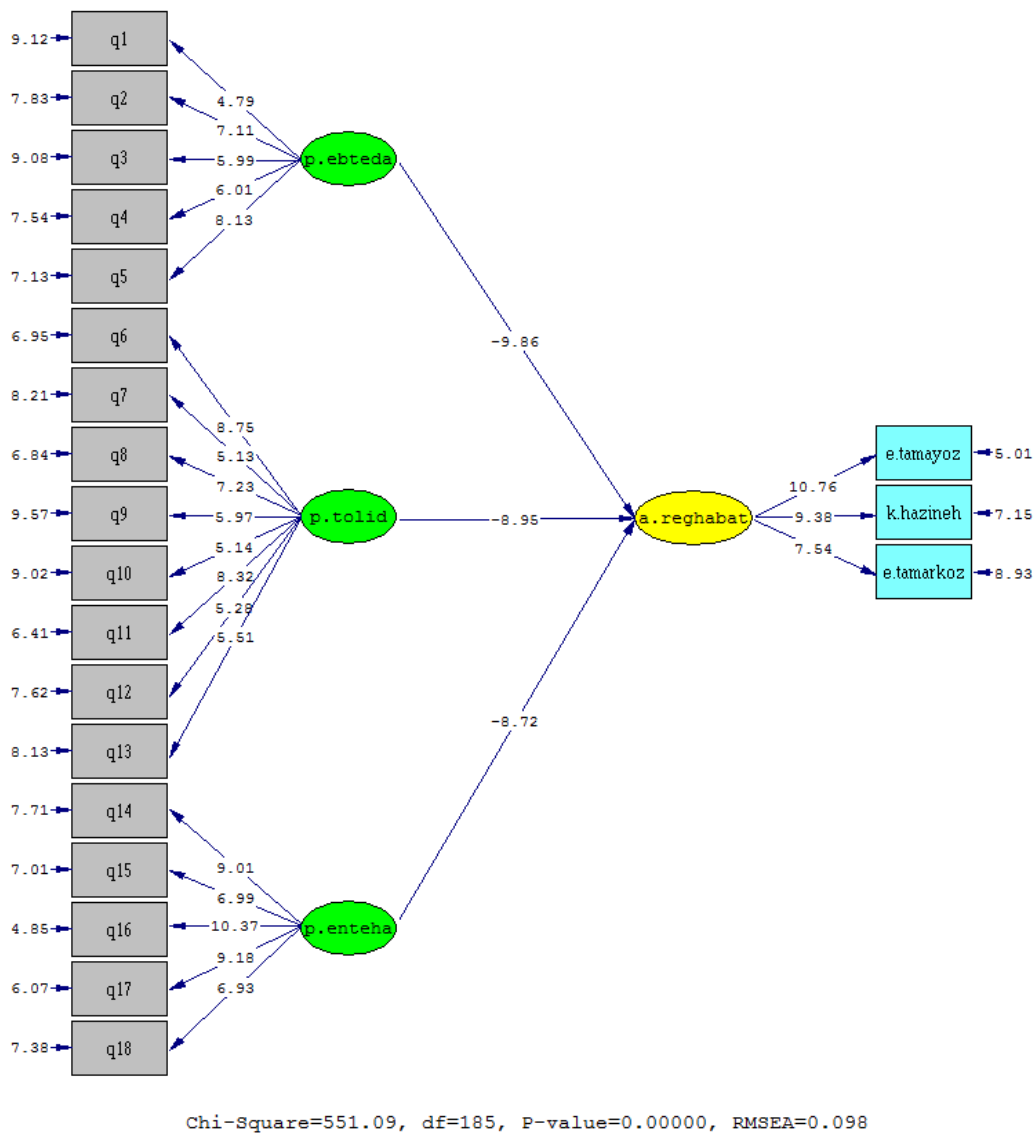 9.12 q1
7.83 q2
4.79
7.11
9.08 q3 5.99 p.ebteda
6.01
7.54 q4
8.13
7.13 q5
6.95 q6
-9.86
8.21 q7
8.75
5.13
6.84 q8
7.23
e.tamayoz 5.01
10.76
9.57 q9 5.97 p.tolid -8.95 a.reghabat 9.38 k.hazineh 7.15
5.14
7.54
9.02 q10
8.32
e.tamarkoz 8.93
5.28
6.41 q11
5.51
7.62 q12
-8.72
8.13 q13
7.71 q14
9.01
7.01 q15
6.99
4.85 q16 10.37 p.enteha
9.18
6.07 q17
6.93
7.38 q18
Chi-Square=551.09, df=185, P-value=0.00000, RMSEA=0.098